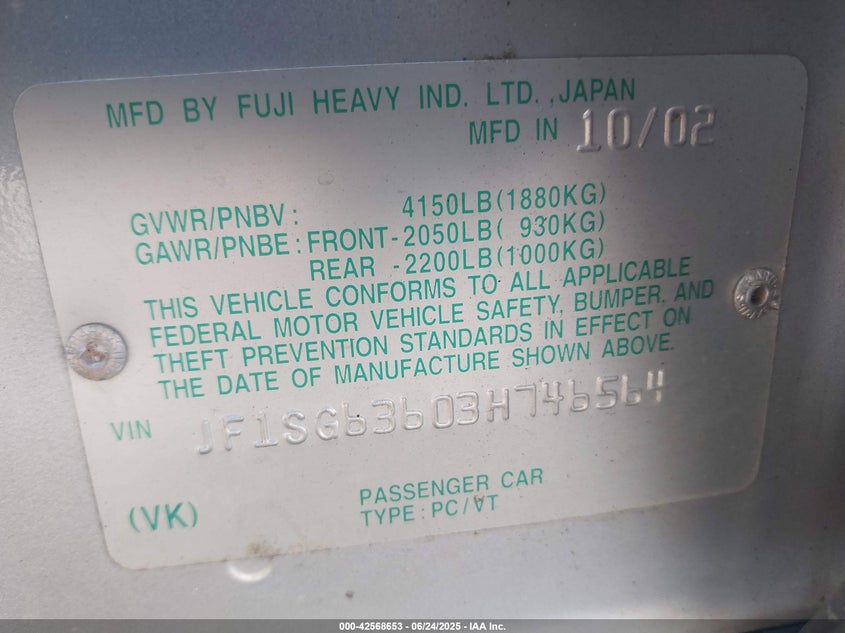 MFD BY FUJI HEAVY IND. LTD.,JAPAN
MFD IN 10/02
GVWR/PNBV: 4150LB(1880KG)
GAWR/PNBE:FRONT-2050LB( 930KG)
REAR -2200LB(1000KG)
THIS VEHICLE CONFORMS TO ALL APPLICABLE
FEDERAL MOTOR VEHICLE SAFETY, BUMPER, AND
THEFT PREVENTION STANDARDS IN EFFECT ON
THE DATE OF MANUFACTURE SHOWN ABOVE.
VIN JF1SG63603H746564
(VK)
PASSENGER CAR
TYPE:PC/VT
000-42568653 - 06/24/2025 - IAA Inc.